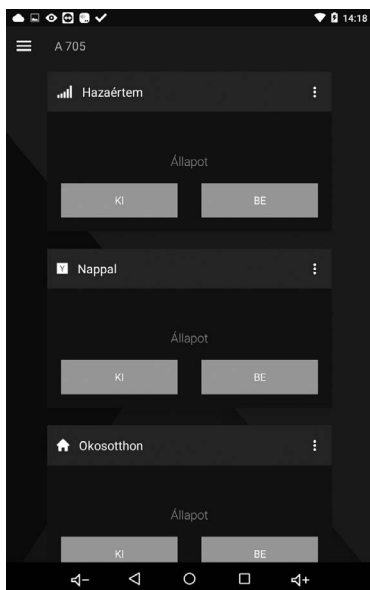 14:18
A 705
Hazaértem
Állapot
KI BE
Y Nappal
Állapot
KI BE
Okosotthon
Állapot
KI BE